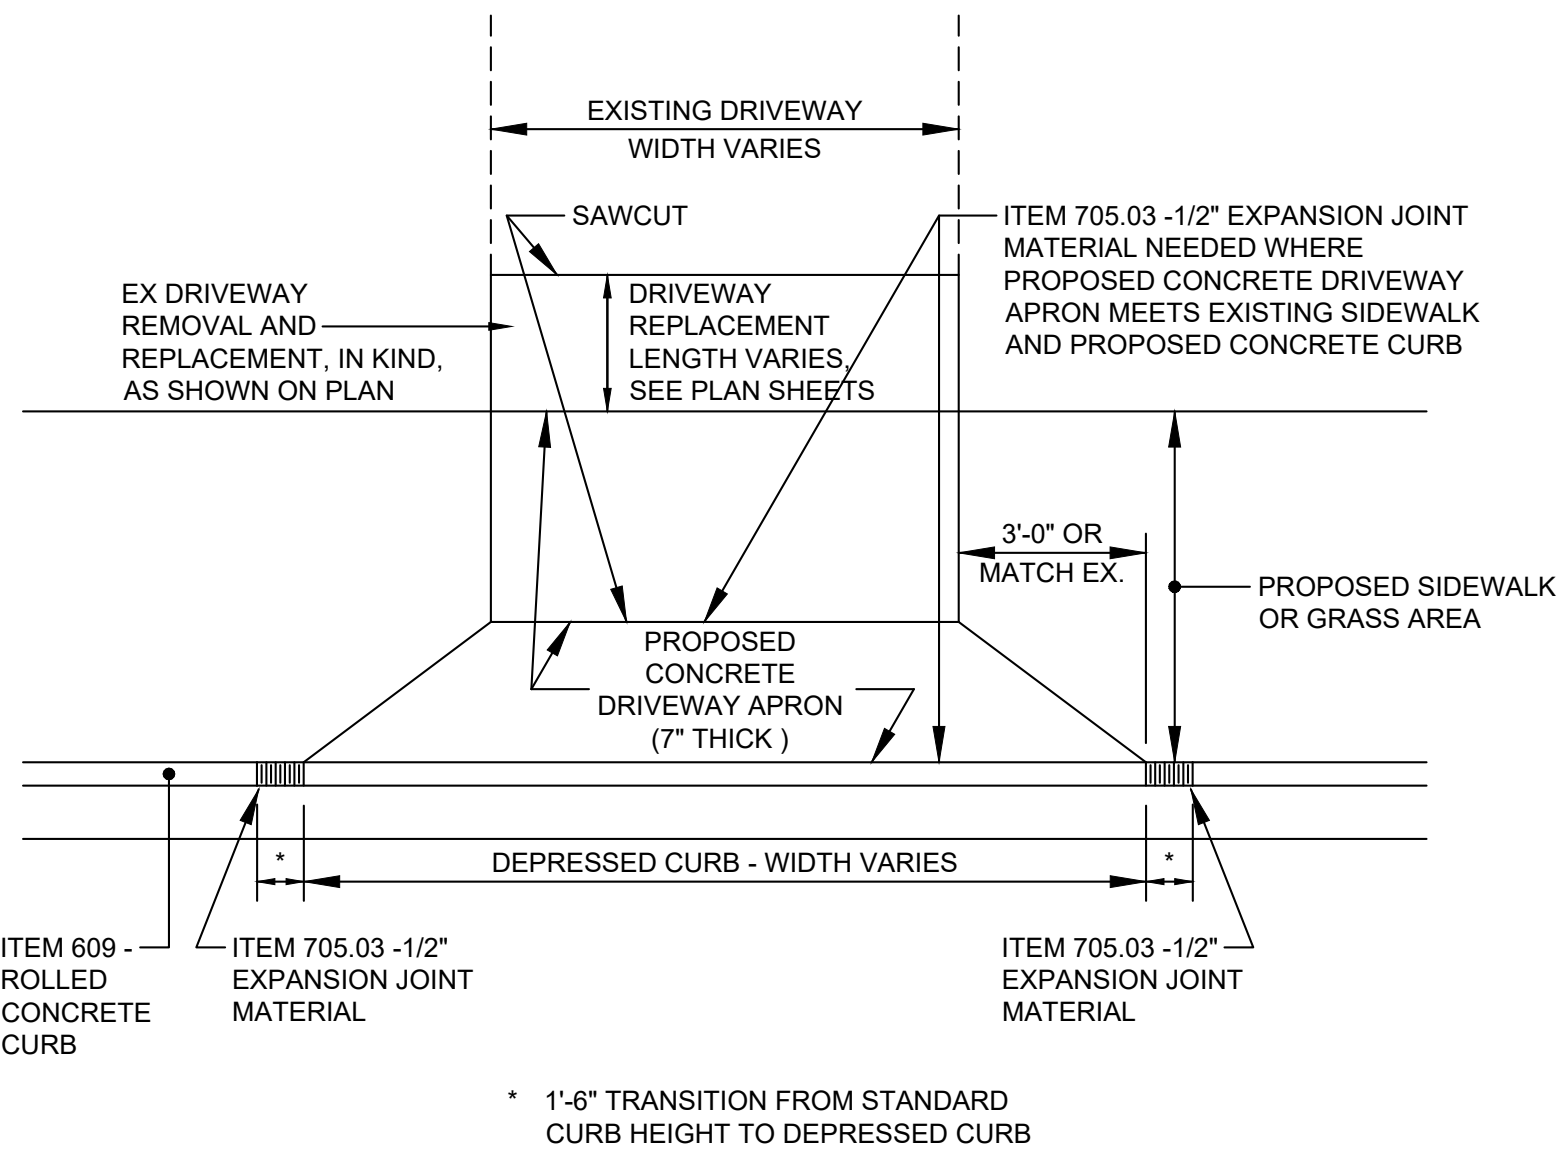 EXISTING DRIVEWAY
WIDTH VARIES
SAWCUT
ITEM 705.03 -1/2" EXPANSION JOINT
MATERIAL NEEDED WHERE
PROPOSED CONCRETE DRIVEWAY
APRON MEETS EXISTING SIDEWALK
AND PROPOSED CONCRETE CURB
EX DRIVEWAY
REMOVAL AND
REPLACEMENT, IN KIND,
AS SHOWN ON PLAN
DRIVEWAY
REPLACEMENT
LENGTH VARIES,
SEE PLAN SHEETS
3'-0" OR
MATCH EX.
PROPOSED SIDEWALK
OR GRASS AREA
PROPOSED
CONCRETE
DRIVEWAY APRON
(7" THICK )
*
DEPRESSED CURB - WIDTH VARIES
*
ITEM 609 -
ROLLED
CONCRETE
CURB
ITEM 705.03 -1/2"
EXPANSION JOINT
MATERIAL
ITEM 705.03 -1/2"
EXPANSION JOINT
MATERIAL
* 1'-6" TRANSITION FROM STANDARD
CURB HEIGHT TO DEPRESSED CURB